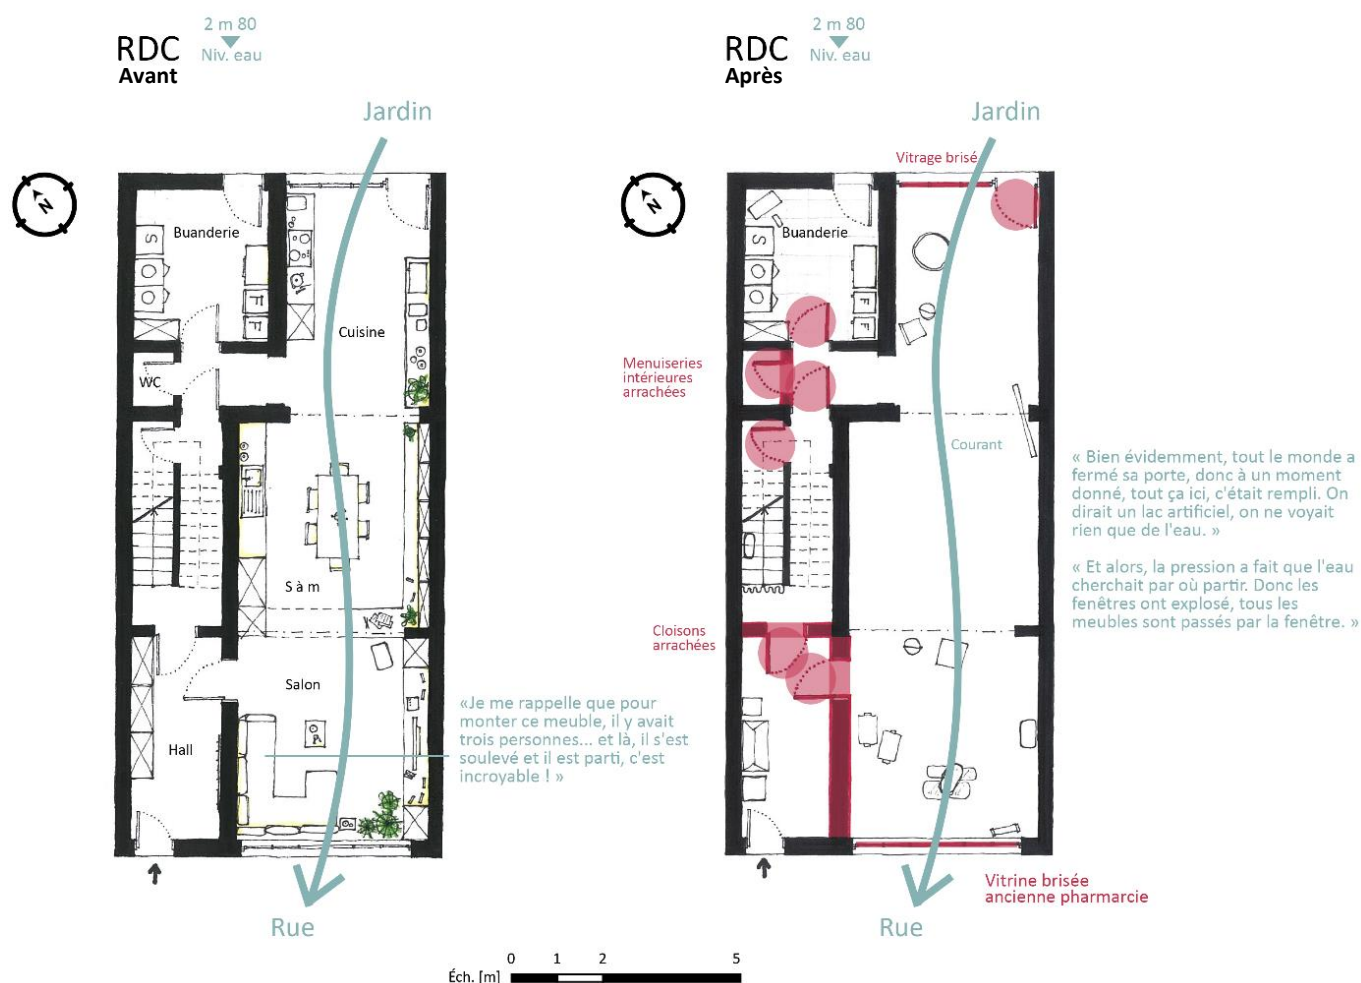 RDC
Avant
2 m 80
Niv. eau
Jardin
N
Buanderie
S
F
F
Cuisine
WC
S à m
Salon
Hall
«Je me rappelle que pour
monter ce meuble, il y avait
trois personnes... et là, il s'est
soulevé et il est parti, c'est
incroyable ! »
Rue
RDC
Après
2 m 80
Niv. eau
Jardin
Vitrage brisé
N
Buanderie
S
F
F
Menuiseries
intérieures
arrachées
Courant
« Bien évidemment, tout le monde a
fermé sa porte, donc à un moment
donné, tout ça ici, c'était rempli. On
dirait un lac artificiel, on ne voyait
rien que de l'eau. »
« Et alors, la pression a fait que l'eau
cherchait par où partir. Donc les
fenêtres ont explosé, tous les
meubles sont passés par la fenêtre. »
Cloisons
arrachées
Vitrine brisée
ancienne pharmarcie
Rue
Éch. [m]
0 1 2 5